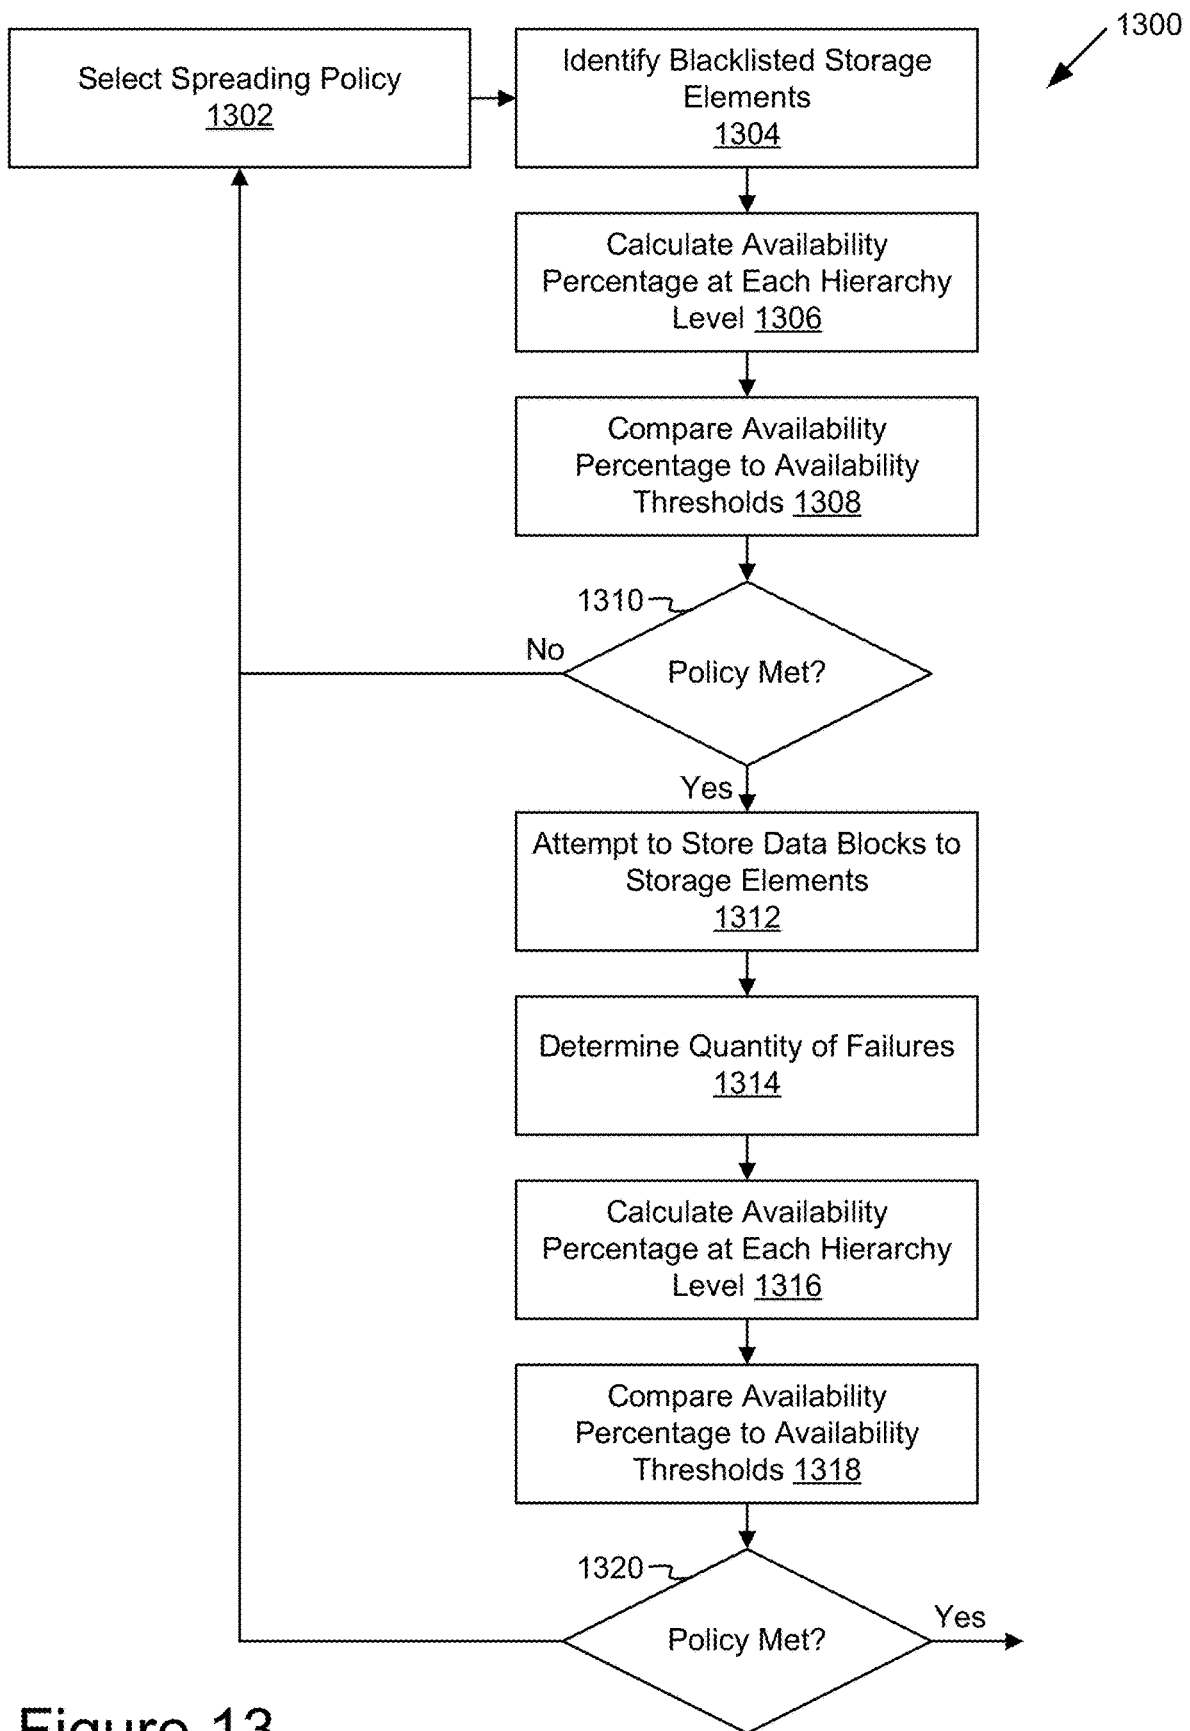 1300
Select Spreading Policy
1302
Identify Blacklisted Storage
Elements
1304
Calculate Availability
Percentage at Each Hierarchy
Level 1306
Compare Availability
Percentage to Availability
Thresholds 1308
1310
No
Policy Met?
Yes
Attempt to Store Data Blocks to
Storage Elements
1312
Determine Quantity of Failures
1314
Calculate Availability
Percentage at Each Hierarchy
Level 1316
Compare Availability
Percentage to Availability
Thresholds 1318
1320
Policy Met?
Yes
Figure 13